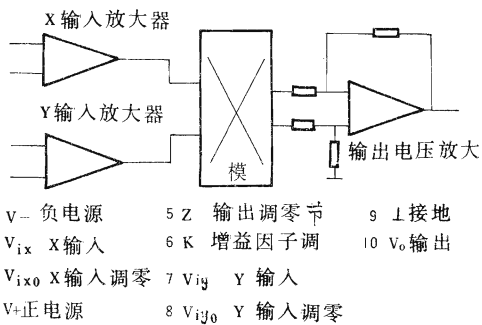 X输入放大器
Y输入放大器
模
输出电压放大
V- 负电源
5 Z 输出调零节
9 ⊥接地
Vix X输入
6 K 增益因子调
10 Vo输出
Vix0 X输入调零
7 Viy Y 输入
V+正电源
8 Viy0 Y 输入调零